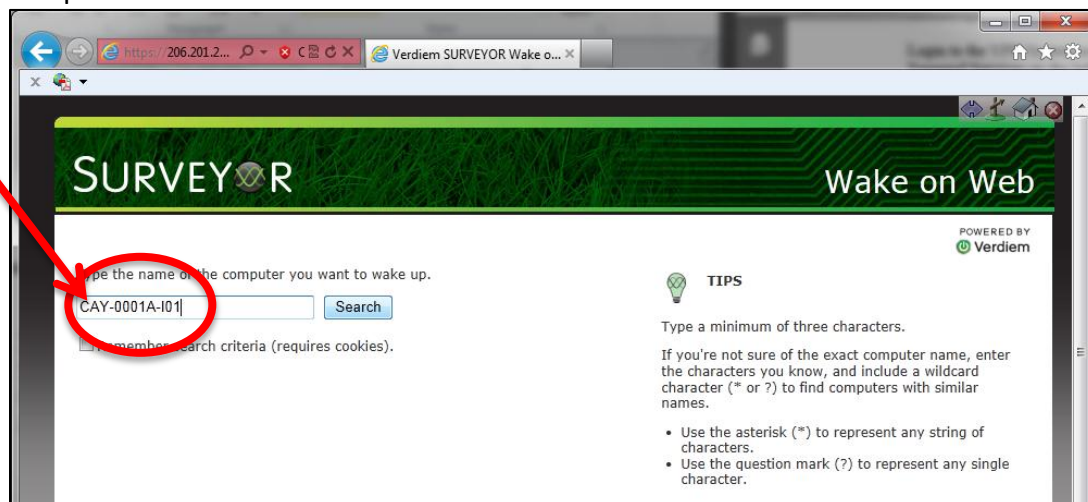 https://206.201.2...
Verdiem SURVEYOR Wake o...
SURVEYOR
Wake on Web
POWERED BY
Verdiem
Type the name of the computer you want to wake up.
CAY-0001A-I01
Search
Remember search criteria (requires cookies).
TIPS
Type a minimum of three characters.
If you're not sure of the exact computer name, enter
the characters you know, and include a wildcard
character (* or ?) to find computers with similar
names.
• Use the asterisk (*) to represent any string of
characters.
• Use the question mark (?) to represent any single
character.